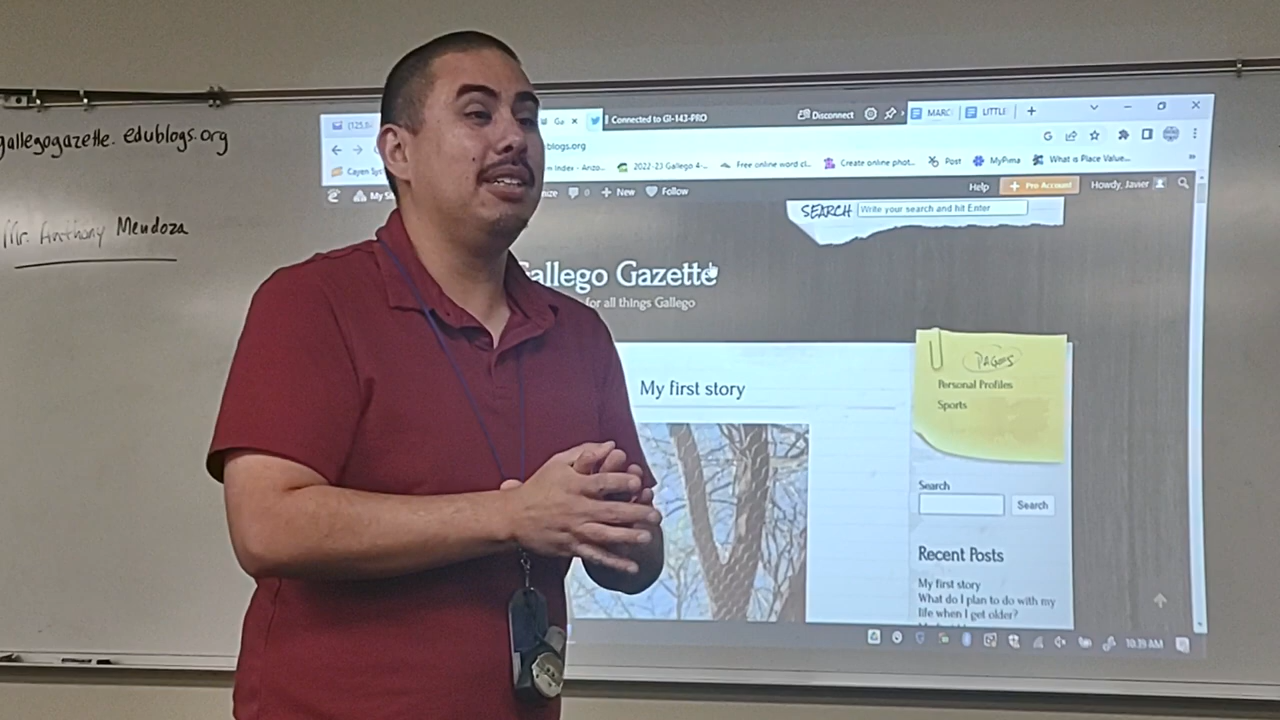 gallegogazette.edublogs.org
Mr. Anthony Mendoza
Connected to GI-143-PRO
Disconnect
MARC
LITTLE
blogs.org
2022-23 Gallego 4-...
Free online word cl...
Create online phot...
Post
MyPima
What is Place Value...
0
New
Follow
Help
Pro Account
Howdy, Javier
SEARCH
Write your search and hit Enter
Gallego Gazette
for all things Gallego
PAGES
My first story
Personal Profiles
Sports
Search
Search
Recent Posts
My first story
What do I plan to do with my
life when I get older?
10:39 AM